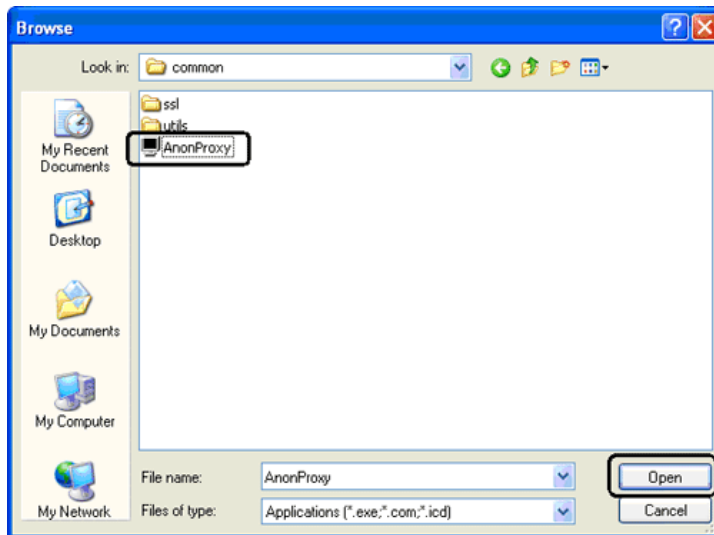 Browse
Look in:
common
ssl
utils
AnonProxy
My Recent
Documents
Desktop
My Documents
My Computer
My Network
File name:
AnonProxy
Open
Files of type:
Applications (*.exe;*.com;*.icd)
Cancel